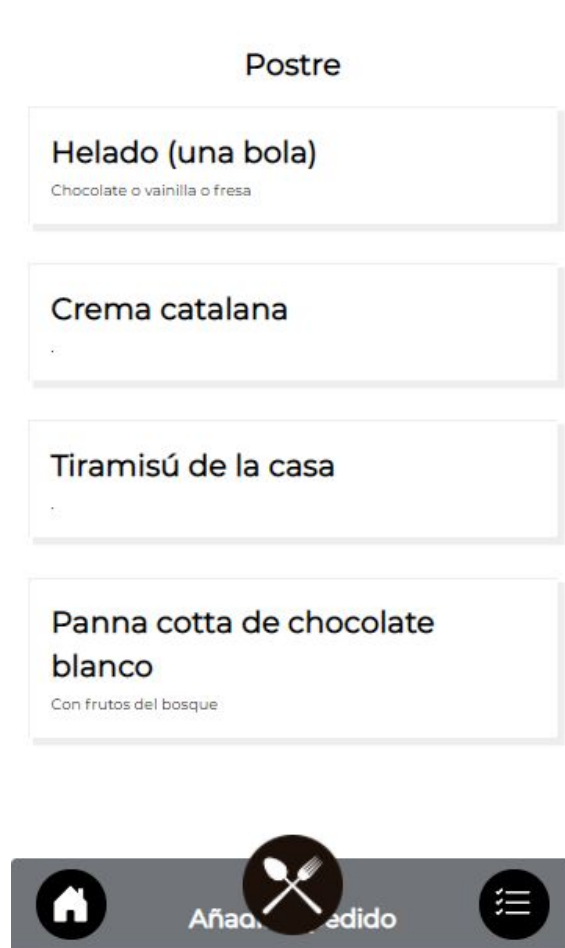 Postre
Helado (una bola)
Chocolate o vainilla o fresa
Crema catalana
.
Tiramisú de la casa
.
Panna cotta de chocolate
blanco
Con frutos del bosque